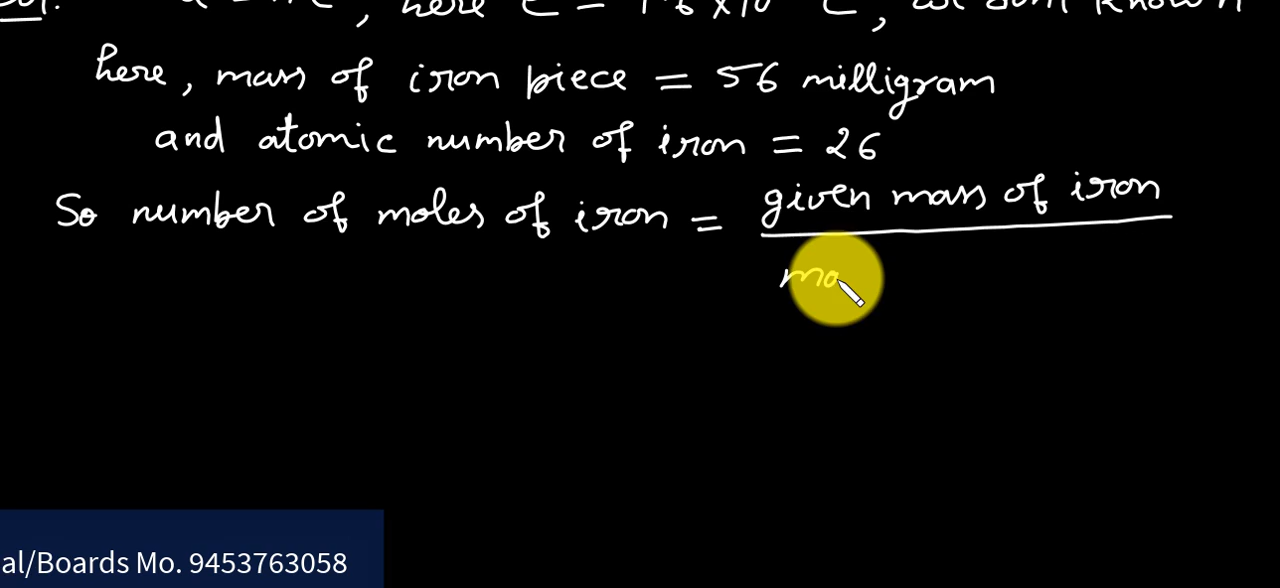 here, mass of iron piece = 56 milligram
and atomic number of iron = 26
So number of moles of iron = given mass of iron
mo
al/Boards Mo. 9453763058